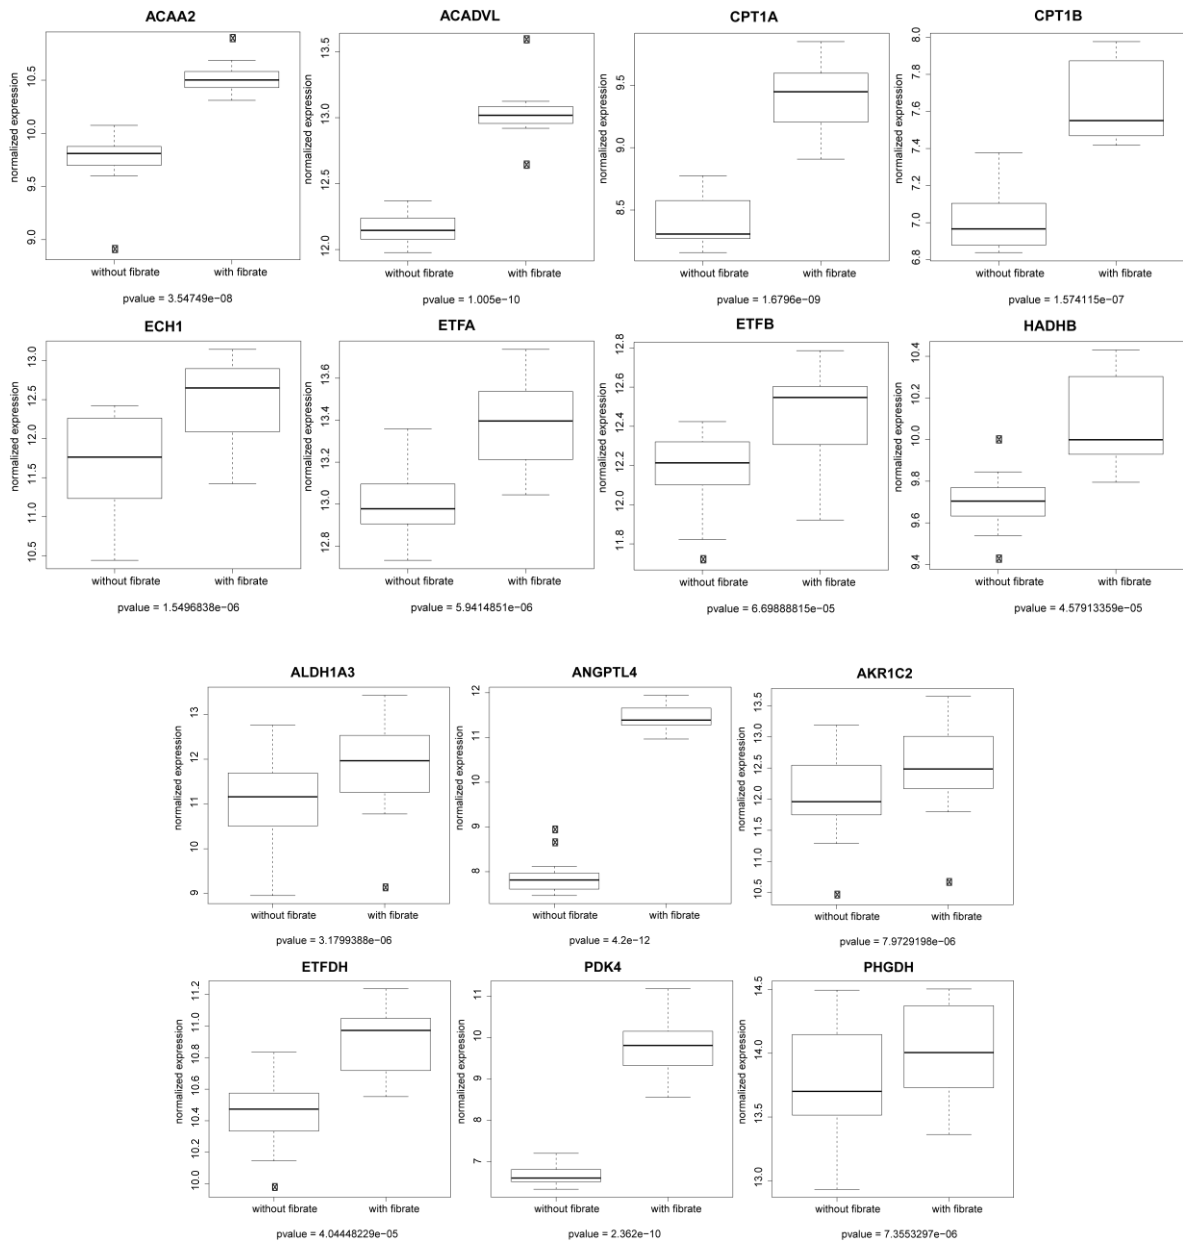 ACAA2 ACADVL CPT1A CPT1B
normalized expression normalized expression normalized expression normalized expression
9.0 9.5 10.0 10.5
12.0 12.5 13.0 13.5
8.5 9.0 9.5
6.8 7.0 7.2 7.4 7.6 7.8 8.0
without fibrate with fibrate without fibrate with fibrate without fibrate with fibrate without fibrate with fibrate
pvalue = 3.54749e−08 pvalue = 1.005e−10 pvalue = 1.6796e−09 pvalue = 1.574115e−07
ECH1 ETFA ETFB HADHB
normalized expression normalized expression normalized expression normalized expression
10.5 11.0 11.5 12.0 12.5 13.0
12.8 13.0 13.2 13.4 13.6
11.8 12.0 12.2 12.4 12.6 12.8
9.4 9.6 9.8 10.0 10.2 10.4
without fibrate with fibrate without fibrate with fibrate without fibrate with fibrate without fibrate with fibrate
pvalue = 1.5496838e−06 pvalue = 5.9414851e−06 pvalue = 6.69888815e−05 pvalue = 4.57913359e−05
ALDH1A3 ANGPTL4 AKR1C2
normalized expression normalized expression normalized expression
9 10 11 12 13
8 9 10 11 12
10.5 11.0 11.5 12.0 12.5 13.0 13.5
without fibrate with fibrate without fibrate with fibrate without fibrate with fibrate
pvalue = 3.1799388e−06 pvalue = 4.2e−12 pvalue = 7.9729198e−06
ETFDH PDK4 PHGDH
normalized expression normalized expression normalized expression
10.0 10.2 10.4 10.6 10.8 11.0 11.2
7 8 9 10 11
13.0 13.5 14.0 14.5
without fibrate with fibrate without fibrate with fibrate without fibrate with fibrate
pvalue = 4.04448229e−05 pvalue = 2.362e−10 pvalue = 7.3553297e−06